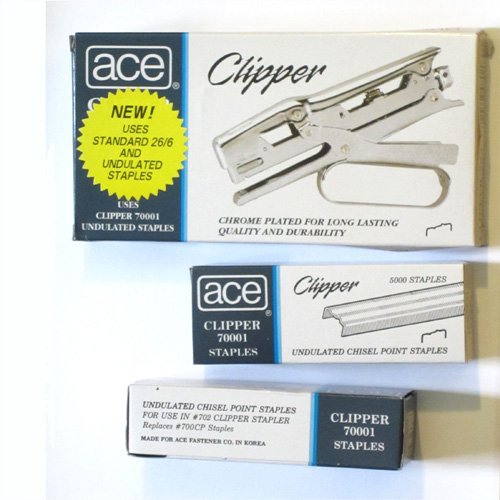 ace®
C
Clipper
NEW!
USES
STANDARD 26/6
AND
UNDULATED
STAPLES
USES
CLIPPER 70001
UNDULATED STAPLES
CHROME PLATED FOR LONG LASTING
QUALITY AND DURABILITY
ace®
CLIPPER
70001
STAPLES
Clipper
5000 STAPLES
UNDULATED CHISEL POINT STAPLES
UNDULATED CHISEL POINT STAPLES
FOR USE IN #702 CLIPPER STAPLER
Replaces #700CP Staples
MADE FOR ACE FASTENER CO. IN KOREA
CLIPPER
70001
STAPLES